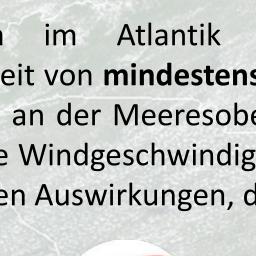 im Atlantik
eit von mindestens
an der Meeresobe
e Windgeschwindig
en Auswirkungen, d